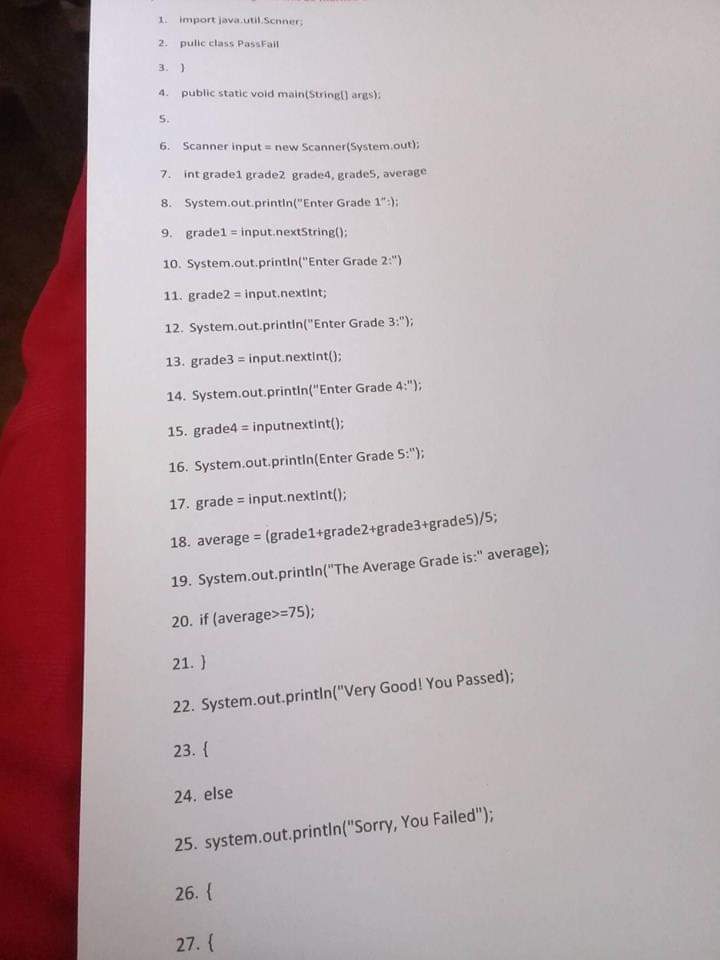 1. import java.util.Scnner;
2. pulic class PassFail
3. }
4. public static void main(String[] args);
5.
6. Scanner input = new Scanner(System.out);
7. int grade1 grade2 grade4, grade5, average
8. System.out.println("Enter Grade 1":);
9. grade1 = input.nextString();
10. System.out.println("Enter Grade 2:")
11. grade2 = input.nextInt;
12. System.out.println("Enter Grade 3:");
13. grade3 = input.nextInt();
14. System.out.println("Enter Grade 4:");
15. grade4 = inputnextInt();
16. System.out.println(Enter Grade 5:");
17. grade = input.nextInt();
18. average = (grade1+grade2+grade3+grade5)/5;
19. System.out.println("The Average Grade is:" average);
20. if (average>=75);
21. }
22. System.out.println("Very Good! You Passed);
23. {
24. else
25. system.out.println("Sorry, You Failed");
26. {
27. {